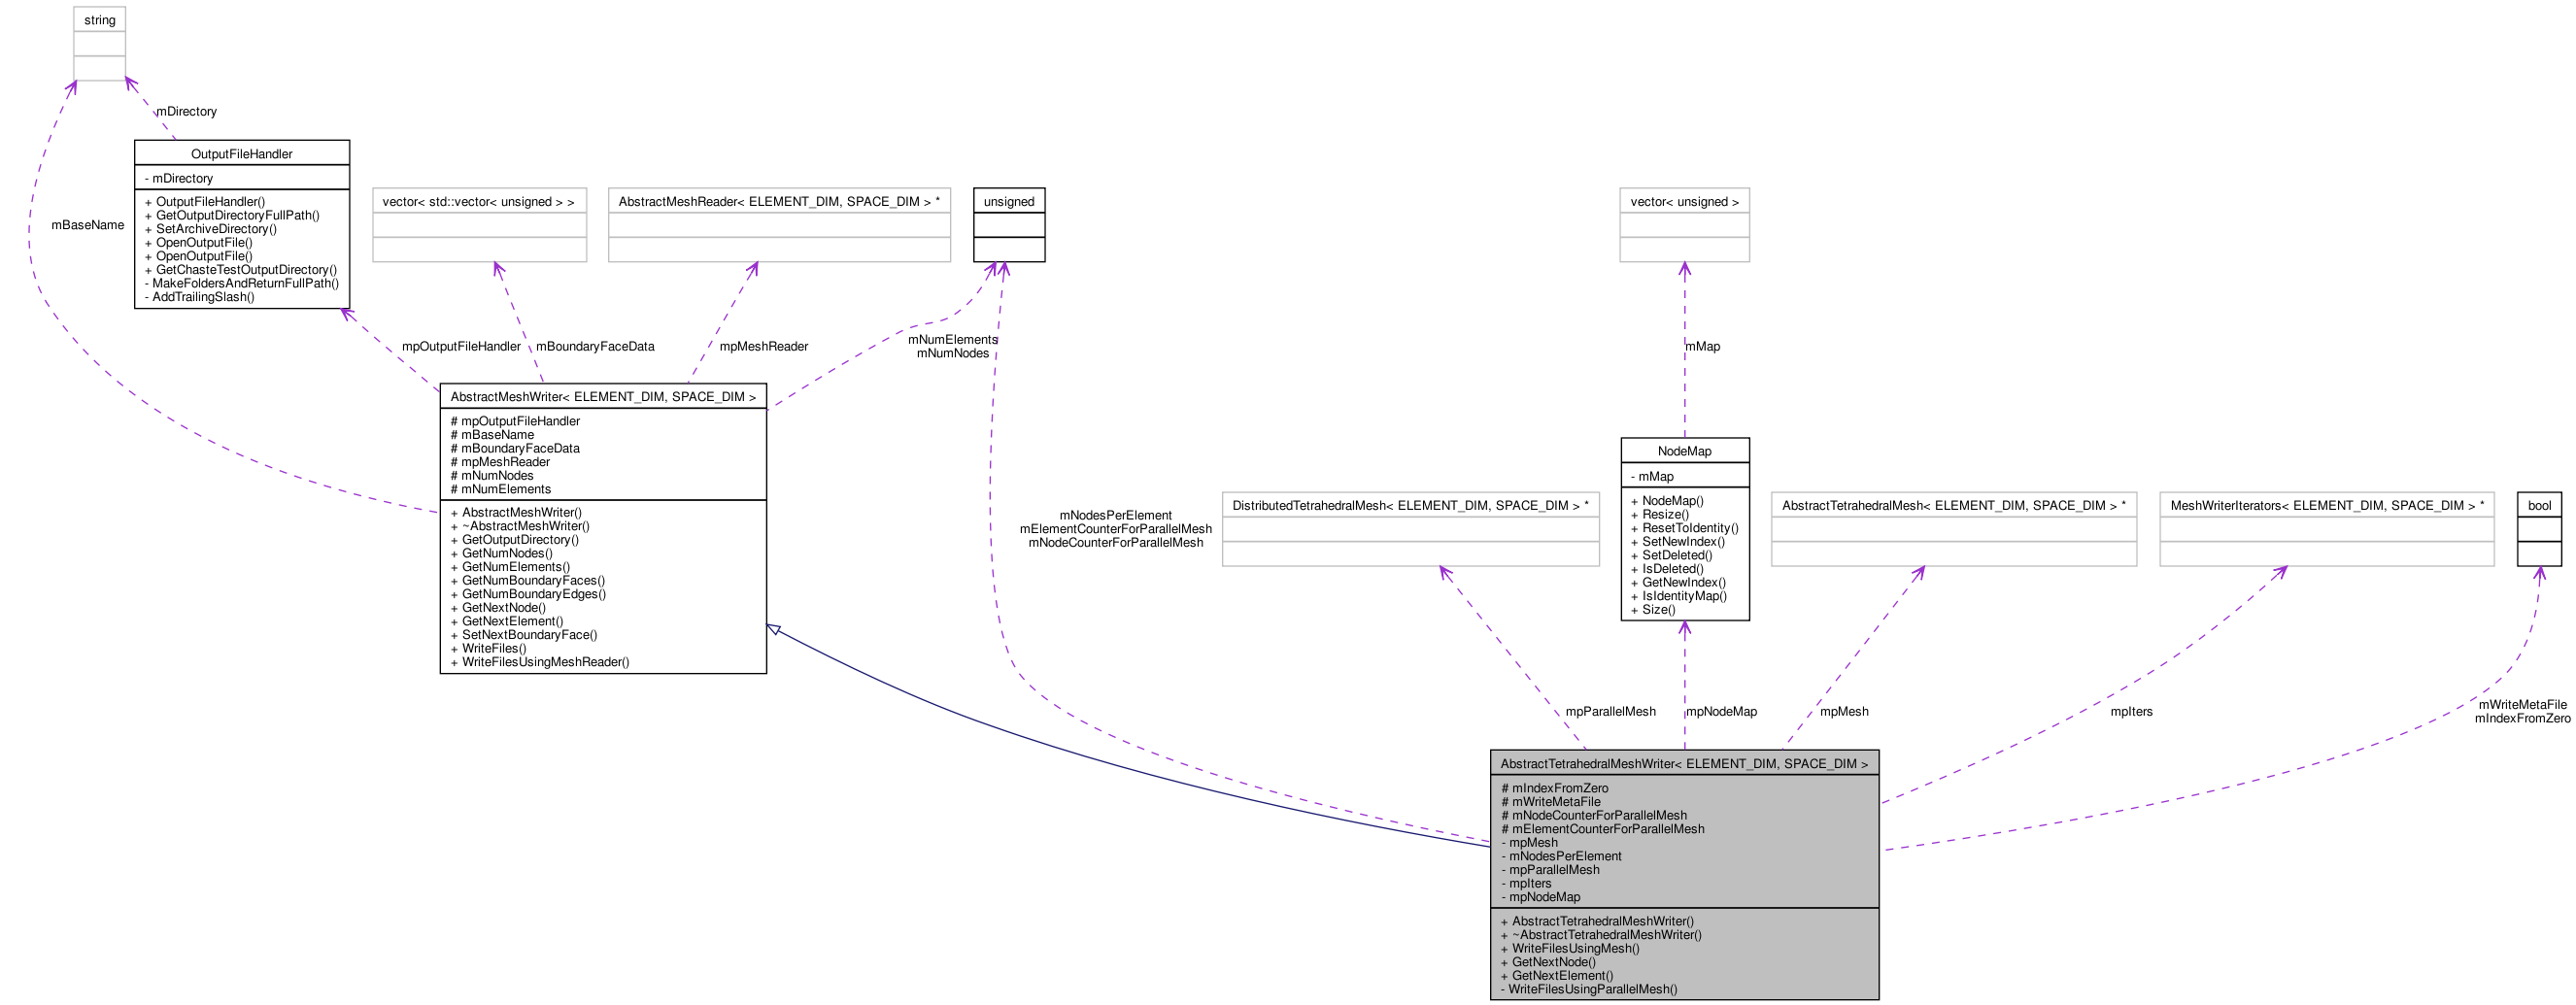 string
mDirectory
OutputFileHandler
- mDirectory
+ OutputFileHandler()
+ GetOutputDirectoryFullPath()
+ SetArchiveDirectory()
+ OpenOutputFile()
+ OpenOutputFile()
+ GetChasteTestOutputDirectory()
- MakeFoldersAndReturnFullPath()
- AddTrailingSlash()
mBaseName
vector< std::vector< unsigned > >
AbstractMeshReader< ELEMENT_DIM, SPACE_DIM > *
unsigned
vector< unsigned >
mpOutputFileHandler
mBoundaryFaceData
mpMeshReader
mNumElements
mNumNodes
mMap
AbstractMeshWriter< ELEMENT_DIM, SPACE_DIM >
# mpOutputFileHandler
# mBaseName
# mBoundaryFaceData
# mpMeshReader
# mNumNodes
# mNumElements
+ AbstractMeshWriter()
+ ~AbstractMeshWriter()
+ GetOutputDirectory()
+ GetNumNodes()
+ GetNumElements()
+ GetNumBoundaryFaces()
+ GetNumBoundaryEdges()
+ GetNextNode()
+ GetNextElement()
+ SetNextBoundaryFace()
+ WriteFiles()
+ WriteFilesUsingMeshReader()
mNodesPerElement
mElementCounterForParallelMesh
mNodeCounterForParallelMesh
DistributedTetrahedralMesh< ELEMENT_DIM, SPACE_DIM > *
NodeMap
- mMap
+ NodeMap()
+ Resize()
+ ResetToIdentity()
+ SetNewIndex()
+ SetDeleted()
+ IsDeleted()
+ GetNewIndex()
+ IsIdentityMap()
+ Size()
AbstractTetrahedralMesh< ELEMENT_DIM, SPACE_DIM > *
MeshWriterIterators< ELEMENT_DIM, SPACE_DIM > *
bool
mpParallelMesh
mpNodeMap
mpMesh
mpIters
mWriteMetaFile
mIndexFromZero
AbstractTetrahedralMeshWriter< ELEMENT_DIM, SPACE_DIM >
# mIndexFromZero
# mWriteMetaFile
# mNodeCounterForParallelMesh
# mElementCounterForParallelMesh
- mpMesh
- mNodesPerElement
- mpParallelMesh
- mpIters
- mpNodeMap
+ AbstractTetrahedralMeshWriter()
+ ~AbstractTetrahedralMeshWriter()
+ WriteFilesUsingMesh()
+ GetNextNode()
+ GetNextElement()
- WriteFilesUsingParallelMesh()